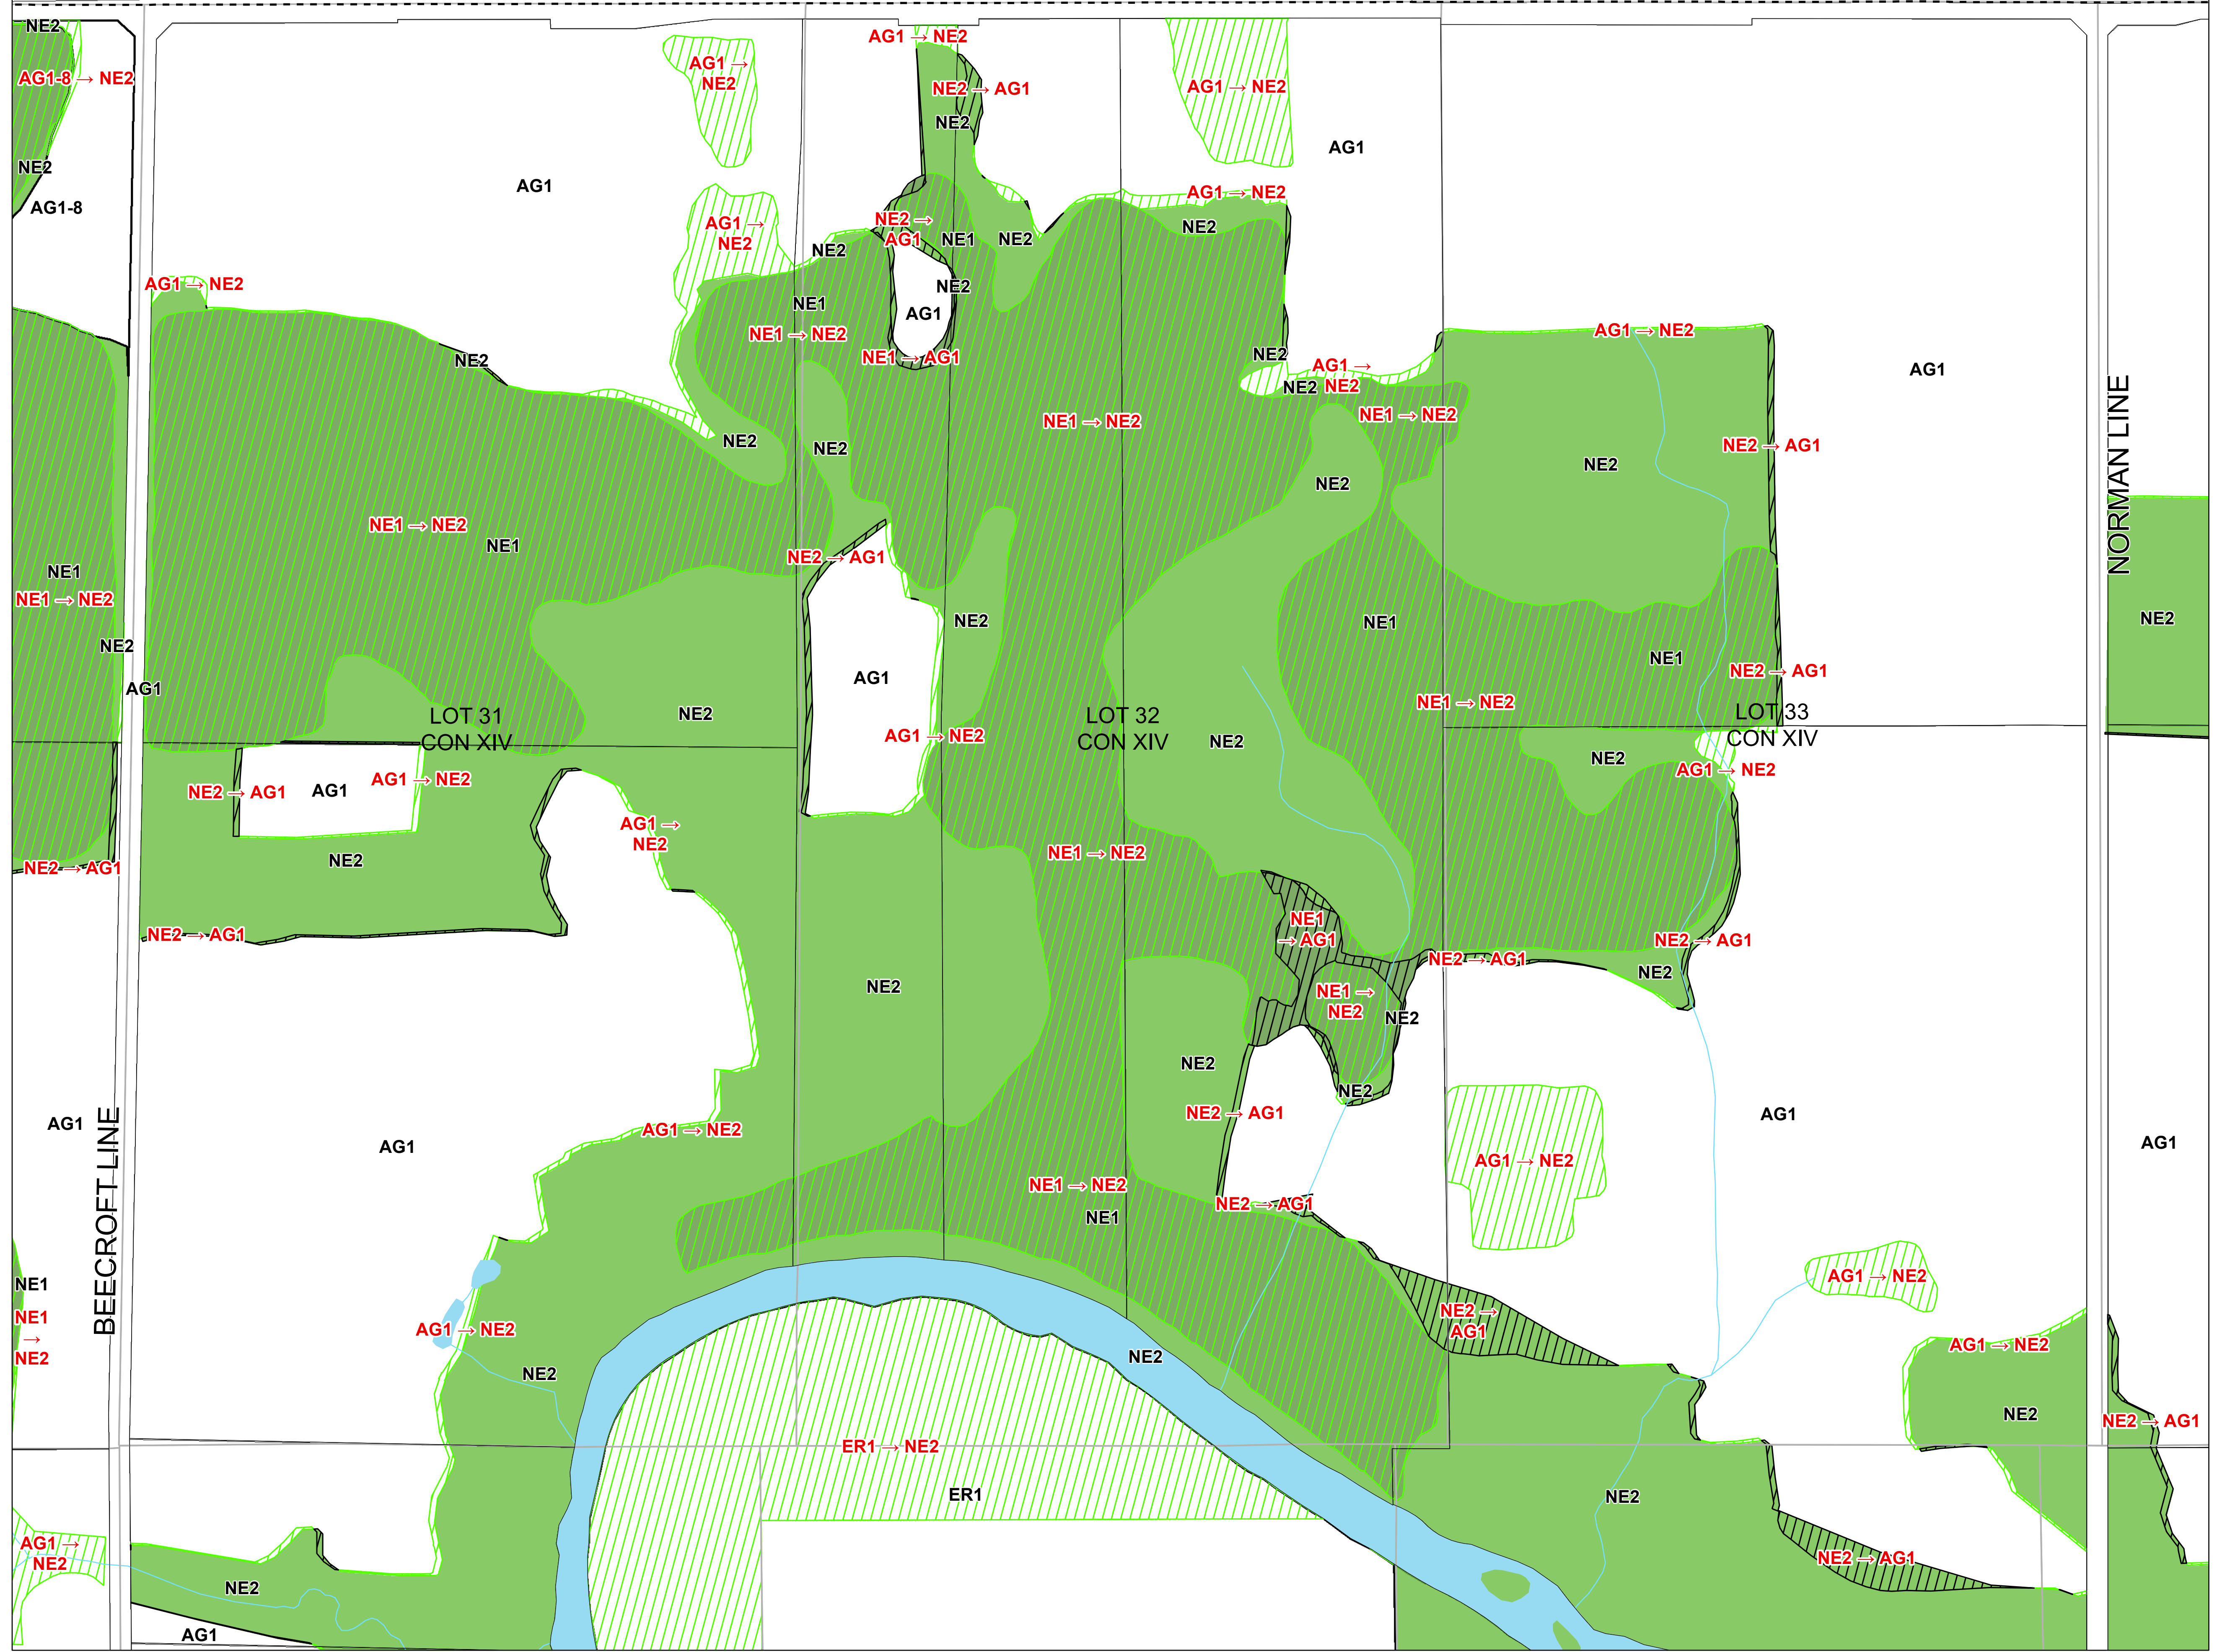 NE2
AG1 → NE2
AG1 →
NE2
AG1-8 → NE2
NE2 → AG1
AG1 → NE2
NE2
AG1
NE2
AG1
AG1-8
AG1 → NE2
AG1 →
NE2
NE2 →
AG1
NE1
NE2
NE2
NE2
AG1 → NE2
NE2
NE1
AG1
NE1 → NE2
NE1 → AG1
AG1 → NE2
NE2
NE2
AG1 →
NE2
NE2
AG1
NE1 → NE2
NE1 → NE2
NE2
NE2
NE2 → AG1
NE2
NE2
NORMAN LINE
NE1 → NE2
NE1
NE2 → AG1
NE1
NE1 → NE2
NE2
NE1
NE2
NE2
NE1
NE2 → AG1
AG1
AG1
NE1 → NE2
NE2
LOT 31
CON XIV
LOT 32
CON XIV
LOT 33
CON XIV
AG1 → NE2
NE2
NE2
AG1 → NE2
NE2 → AG1
AG1
AG1 → NE2
AG1 →
NE2
NE2
NE1 → NE2
NE2 → AG1
NE2 → AG1
NE1
→ AG1
NE2 → AG1
NE2 → AG1
NE2
NE2
NE1 →
NE2
NE2
NE2
NE2
NE2 → AG1
AG1
AG1
AG1 → NE2
AG1
AG1
AG1 → NE2
BEECROFT LINE
NE1 → NE2
NE1
NE2 → AG1
NE1
NE1
→
NE2
AG1 → NE2
AG1 → NE2
NE2 →
AG1
NE2
NE2
AG1 → NE2
NE2
NE2 → AG1
ER1 → NE2
ER1
NE2
AG1 →
NE2
NE2 → AG1
NE2
AG1